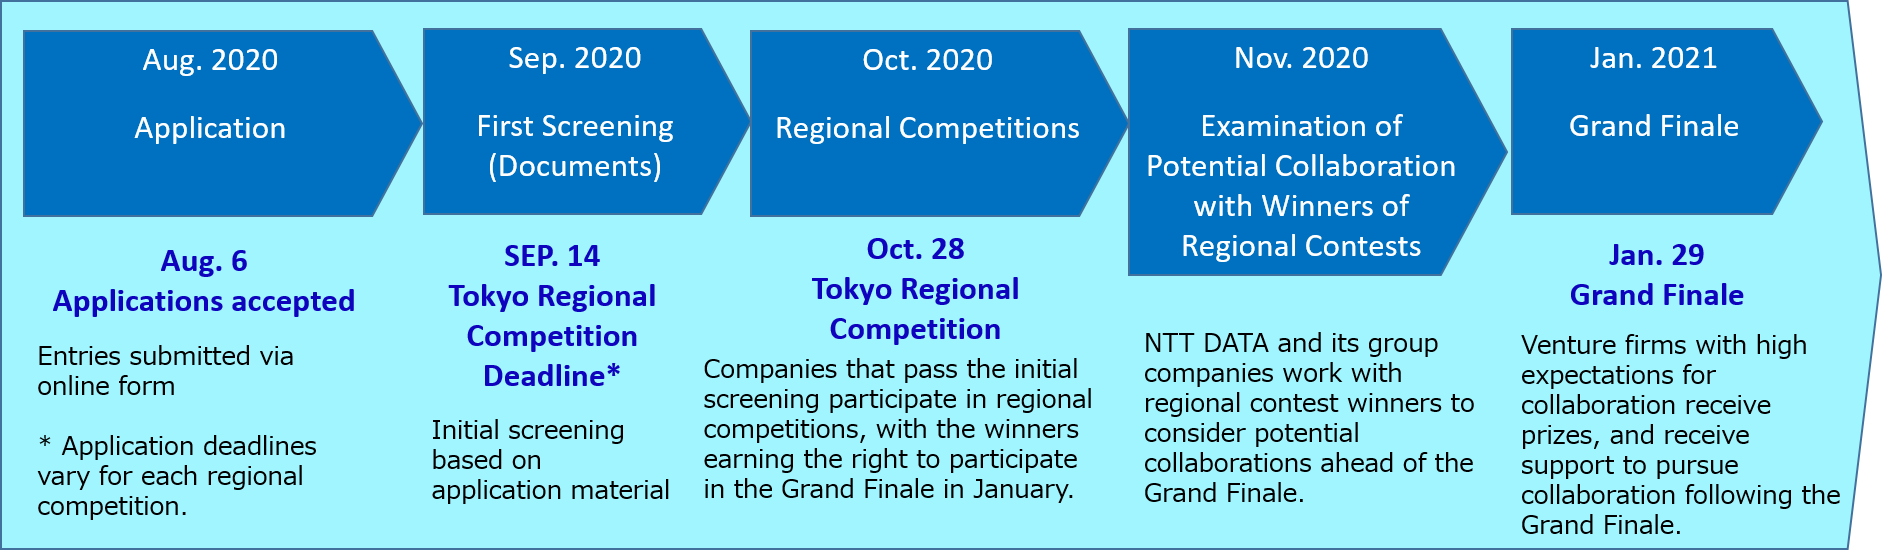 Aug. 2020
Application
Aug. 6
Applications accepted
Entries submitted via
online form
* Application deadlines
vary for each regional
competition.
Sep. 2020
First Screening
(Documents)
SEP. 14
Tokyo Regional
Competition
Deadline*
Initial screening
based on
application material
Oct. 2020
Regional Competitions
Oct. 28
Tokyo Regional
Competition
Companies that pass the initial
screening participate in regional
competitions, with the winners
earning the right to participate
in the Grand Finale in January.
Nov. 2020
Examination of
Potential Collaboration
with Winners of
Regional Contests
NTT DATA and its group
companies work with
regional contest winners to
consider potential
collaborations ahead of the
Grand Finale.
Jan. 2021
Grand Finale
Jan. 29
Grand Finale
Venture firms with high
expectations for
collaboration receive
prizes, and receive
support to pursue
collaboration following the
Grand Finale.